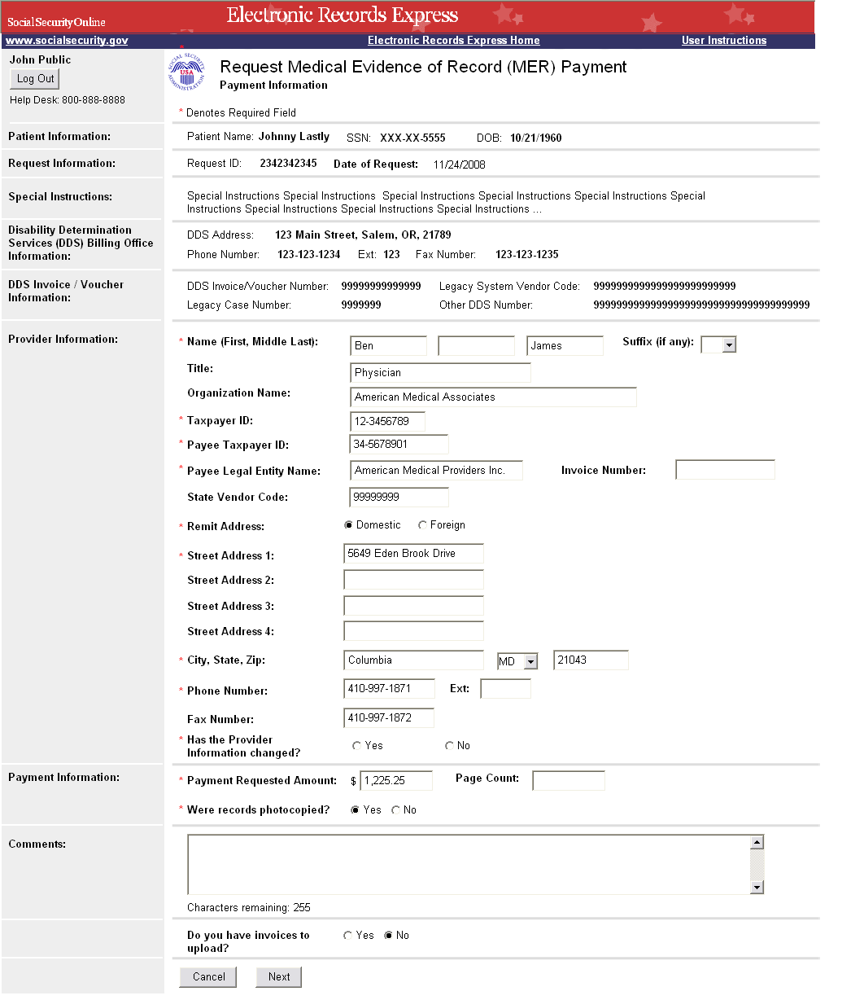 Social Security Online
Electronic Records Express
www.socialsecurity.gov Electronic Records Express Home User Instructions
John Public
Log Out
Help Desk: 800-888-8888
SOCIAL SECURITY ADMINISTRATION
USA
Request Medical Evidence of Record (MER) Payment
Payment Information
* Denotes Required Field
Patient Information:
Patient Name: Johnny Lastly SSN: XXX-XX-5555 DOB: 10/21/1960
Request Information:
Request ID: 2342342345 Date of Request: 11/24/2008
Special Instructions:
Special Instructions Special Instructions Special Instructions Special Instructions Special Instructions Special
Instructions Special Instructions Special Instructions Special Instructions ...
Disability Determination
Services (DDS) Billing Office
Information:
DDS Address: 123 Main Street, Salem, OR, 21789
Phone Number: 123-123-1234 Ext: 123 Fax Number: 123-123-1235
DDS Invoice / Voucher
Information:
DDS Invoice/Voucher Number: 99999999999999 Legacy System Vendor Code: 9999999999999999999999999
Legacy Case Number: 9999999 Other DDS Number: 99999999999999999999999999999999999999
Provider Information:
* Name (First, Middle Last): Ben James Suffix (if any):
Title: Physician
Organization Name: American Medical Associates
* Taxpayer ID: 12-3456789
* Payee Taxpayer ID: 34-5678901
* Payee Legal Entity Name: American Medical Providers Inc. Invoice Number:
State Vendor Code: 99999999
* Remit Address: Domestic Foreign
* Street Address 1: 5649 Eden Brook Drive
Street Address 2:
Street Address 3:
Street Address 4:
* City, State, Zip: Columbia MD 21043
* Phone Number: 410-997-1871 Ext:
Fax Number: 410-997-1872
* Has the Provider
Information changed? Yes No
Payment Information:
* Payment Requested Amount: $ 1,225.25 Page Count:
* Were records photocopied? Yes No
Comments:
Characters remaining: 255
Do you have invoices to
upload? Yes No
Cancel Next